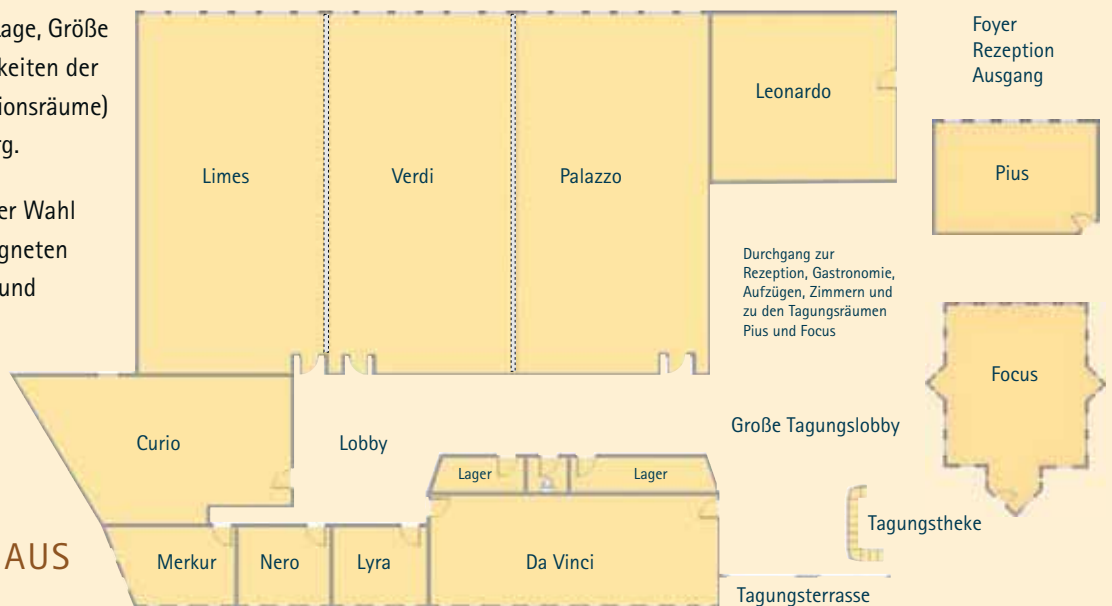 age, Größe
keiten der
ionsräume)
rg.
er Wahl
gneten
und
AUS
Limes
Verdi
Palazzo
Leonardo
Foyer
Rezeption
Ausgang
Pius
Durchgang zur
Rezeption, Gastronomie,
Aufzügen, Zimmern und
zu den Tagungsräumen
Pius und Focus
Focus
Curio
Lobby
Große Tagungslobby
Lager
Lager
Tagungstheke
Merkur
Nero
Lyra
Da Vinci
Tagungsterrasse